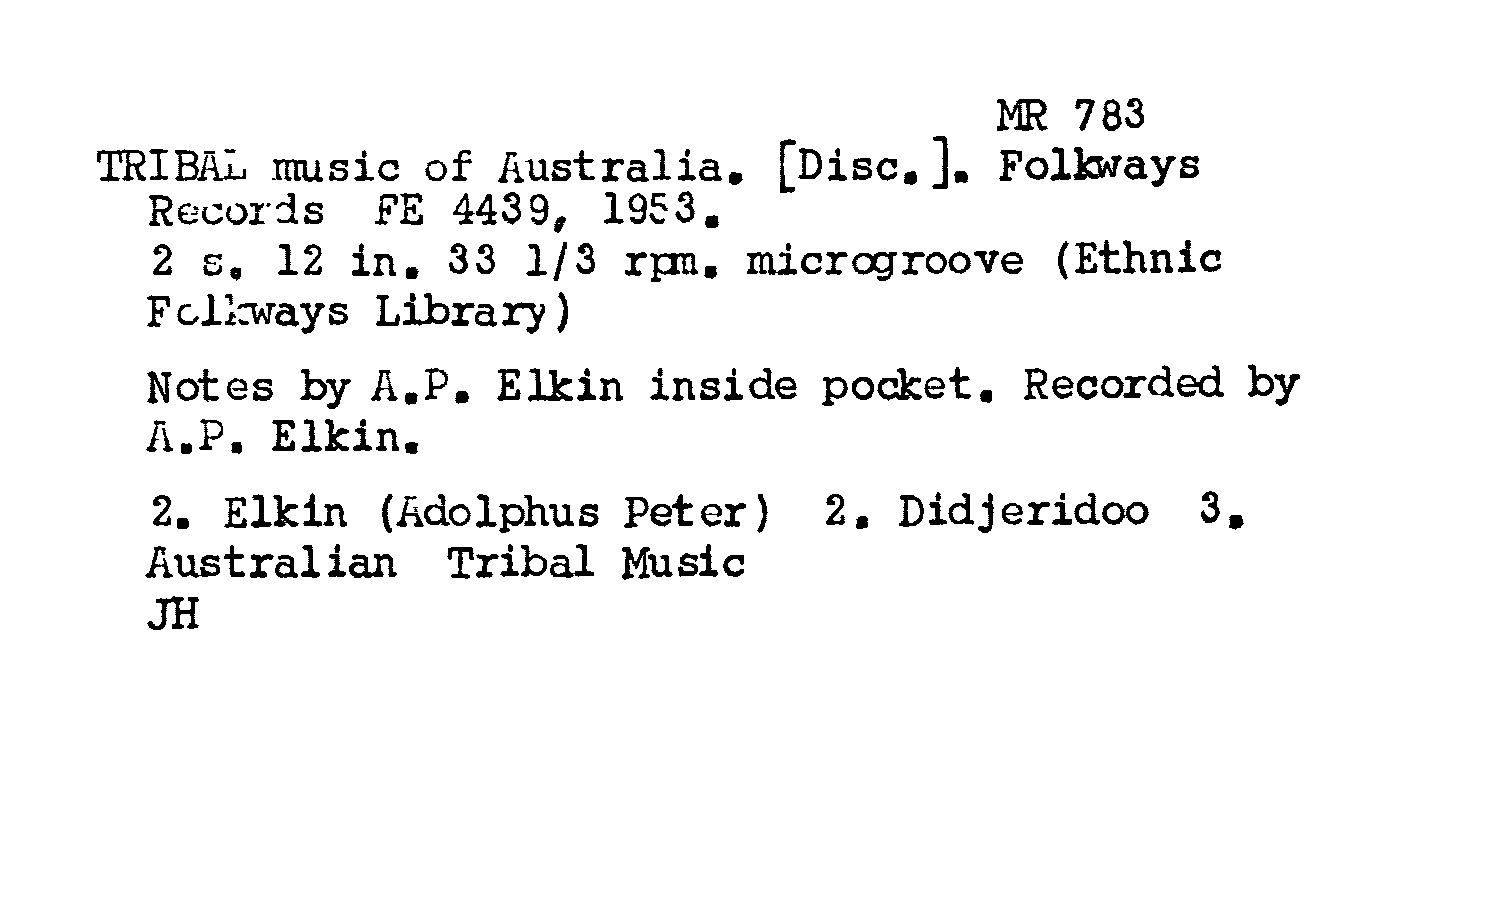 MR 783
TRIBAL music of Australia. [Disc.]. Folkways
Records FE 4439, 1953.
2 s. 12 in. 33 1/3 rpm. microgroove (Ethnic
Folkways Library)
Notes by A.P. Elkin inside pocket. Recorded by
A.P. Elkin.
2. Elkin (Adolphus Peter) 2. Didjeridoo 3.
Australian Tribal Music
JH